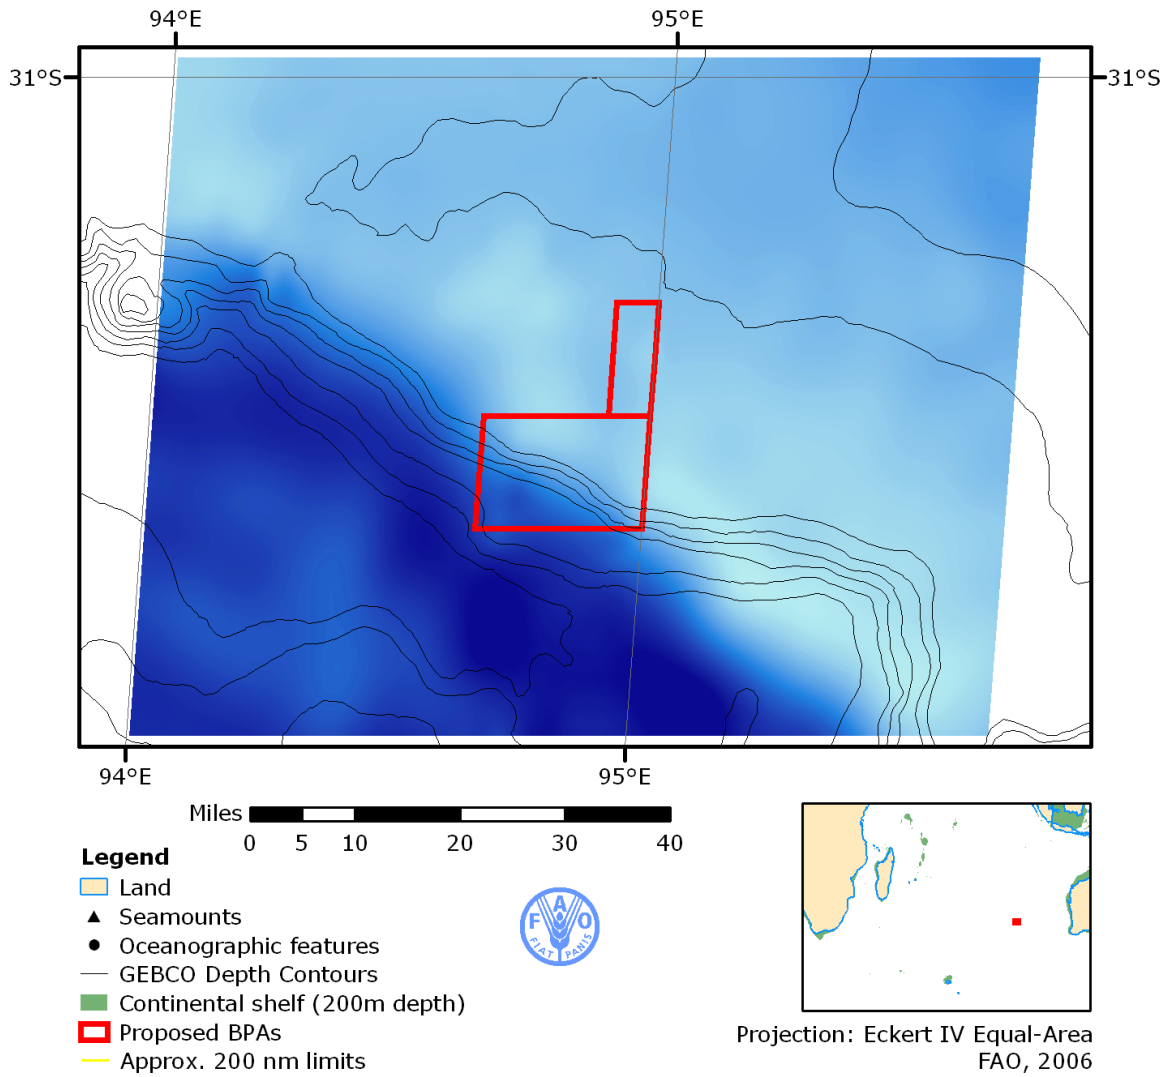 94°E 95°E
31°S 31°S
94°E 95°E
Miles
0 5 10 20 30 40
Legend
Land
Seamounts
Oceanographic features
GEBCO Depth Contours
Continental shelf (200m depth)
Proposed BPAs
Approx. 200 nm limits
F A O
FIAT PANIS
Projection: Eckert IV Equal-Area
FAO, 2006